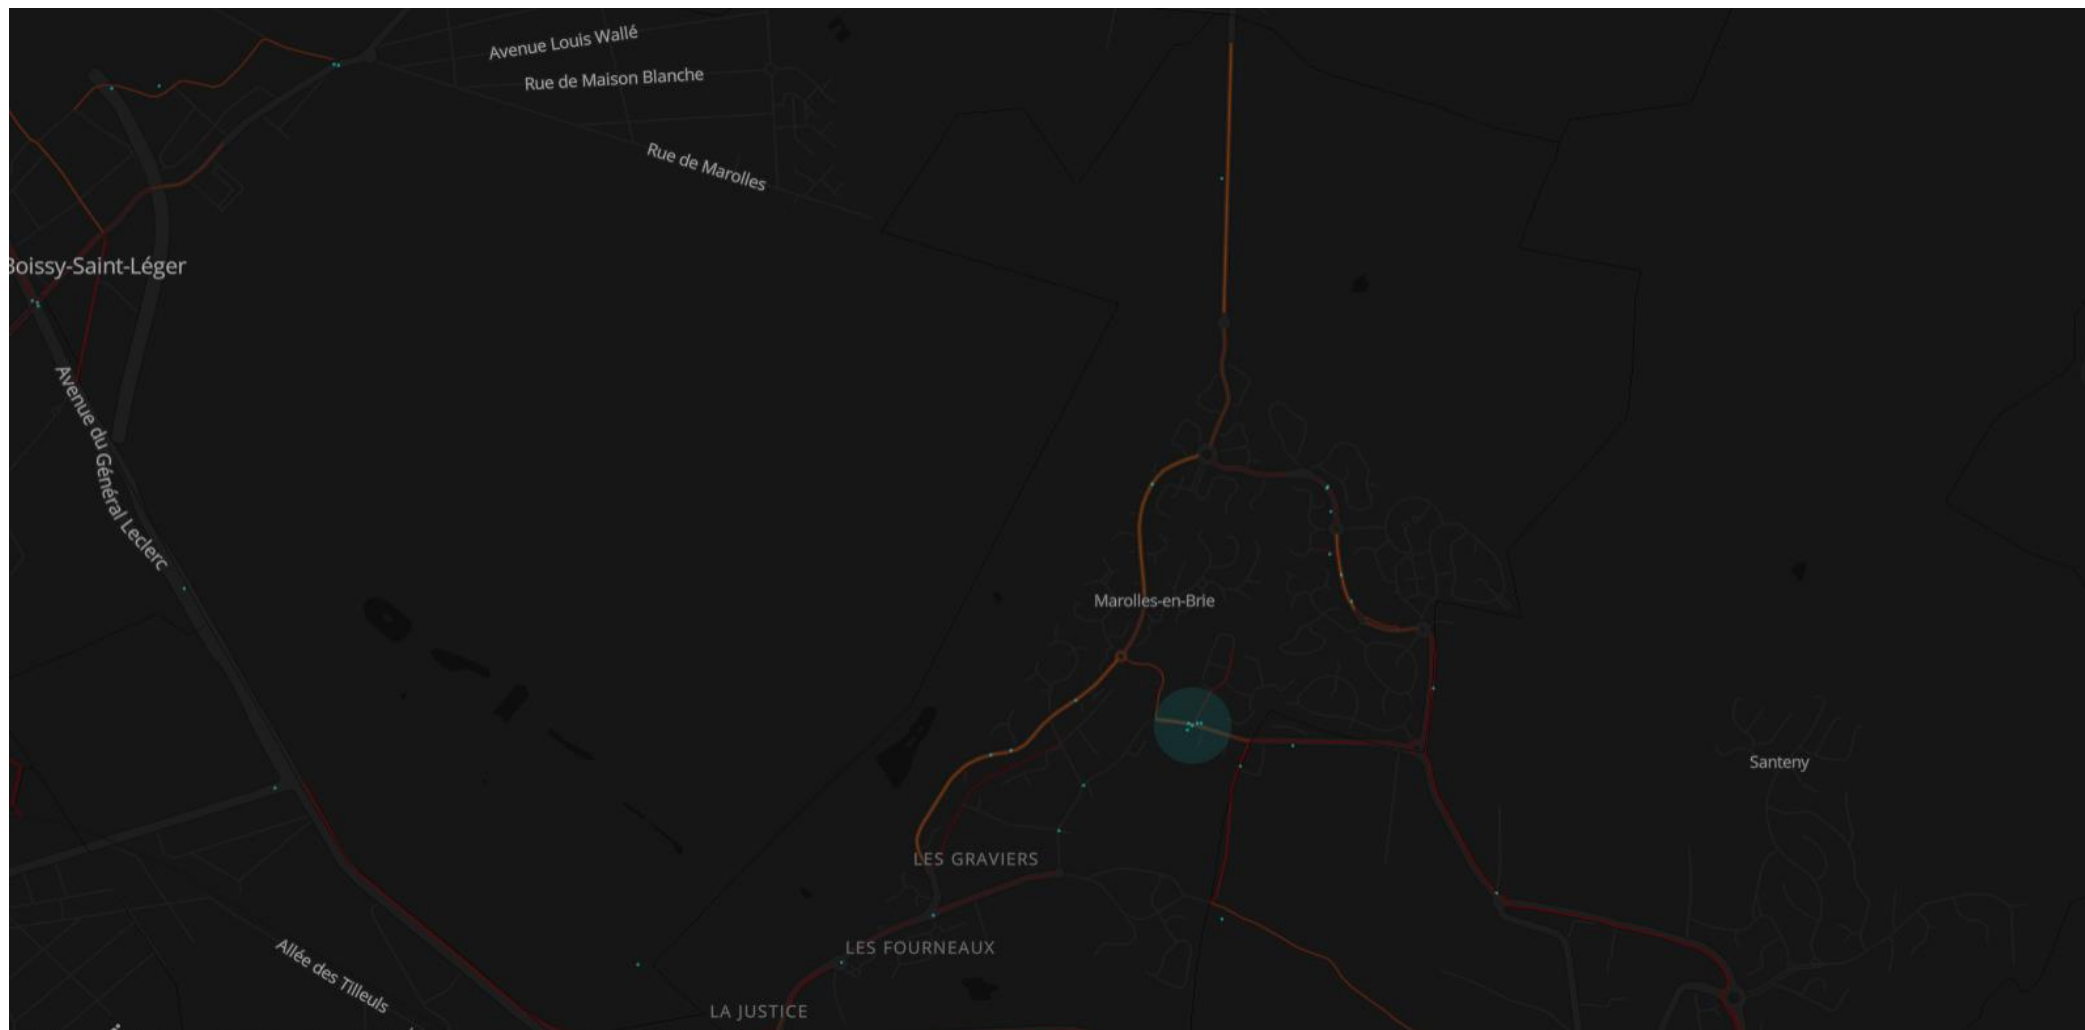 Avenue Louis Wallé
Rue de Maison Blanche
Rue de Marolles
Boissy-Saint-Léger
Avenue du Général Leclerc
Marolles-en-Brie
Santeny
LES GRAVIERS
LES FOURNEAUX
Allée des Tilleuls
LA JUSTICE